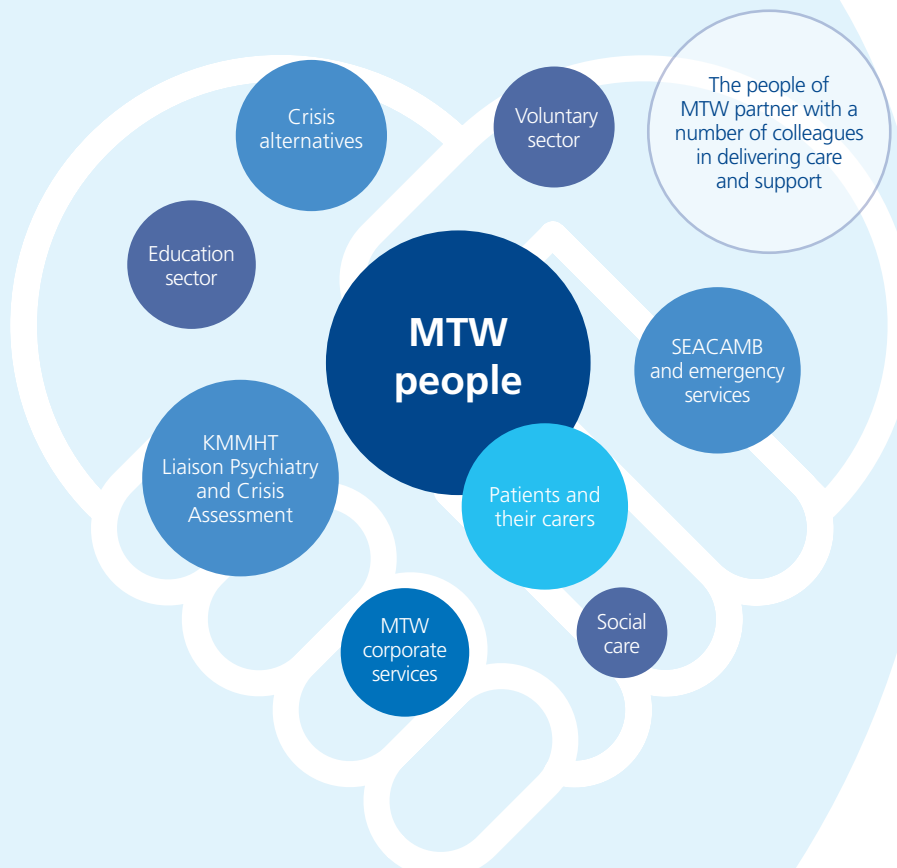 Crisis
alternatives
Voluntary
sector
The people of
MTW partner with a
number of colleagues
in delivering care
and support
Education
sector
MTW
people
SEACAMB
and emergency
services
KMMHT
Liaison Psychiatry
and Crisis
Assessment
Patients and
their carers
MTW
corporate
services
Social
care